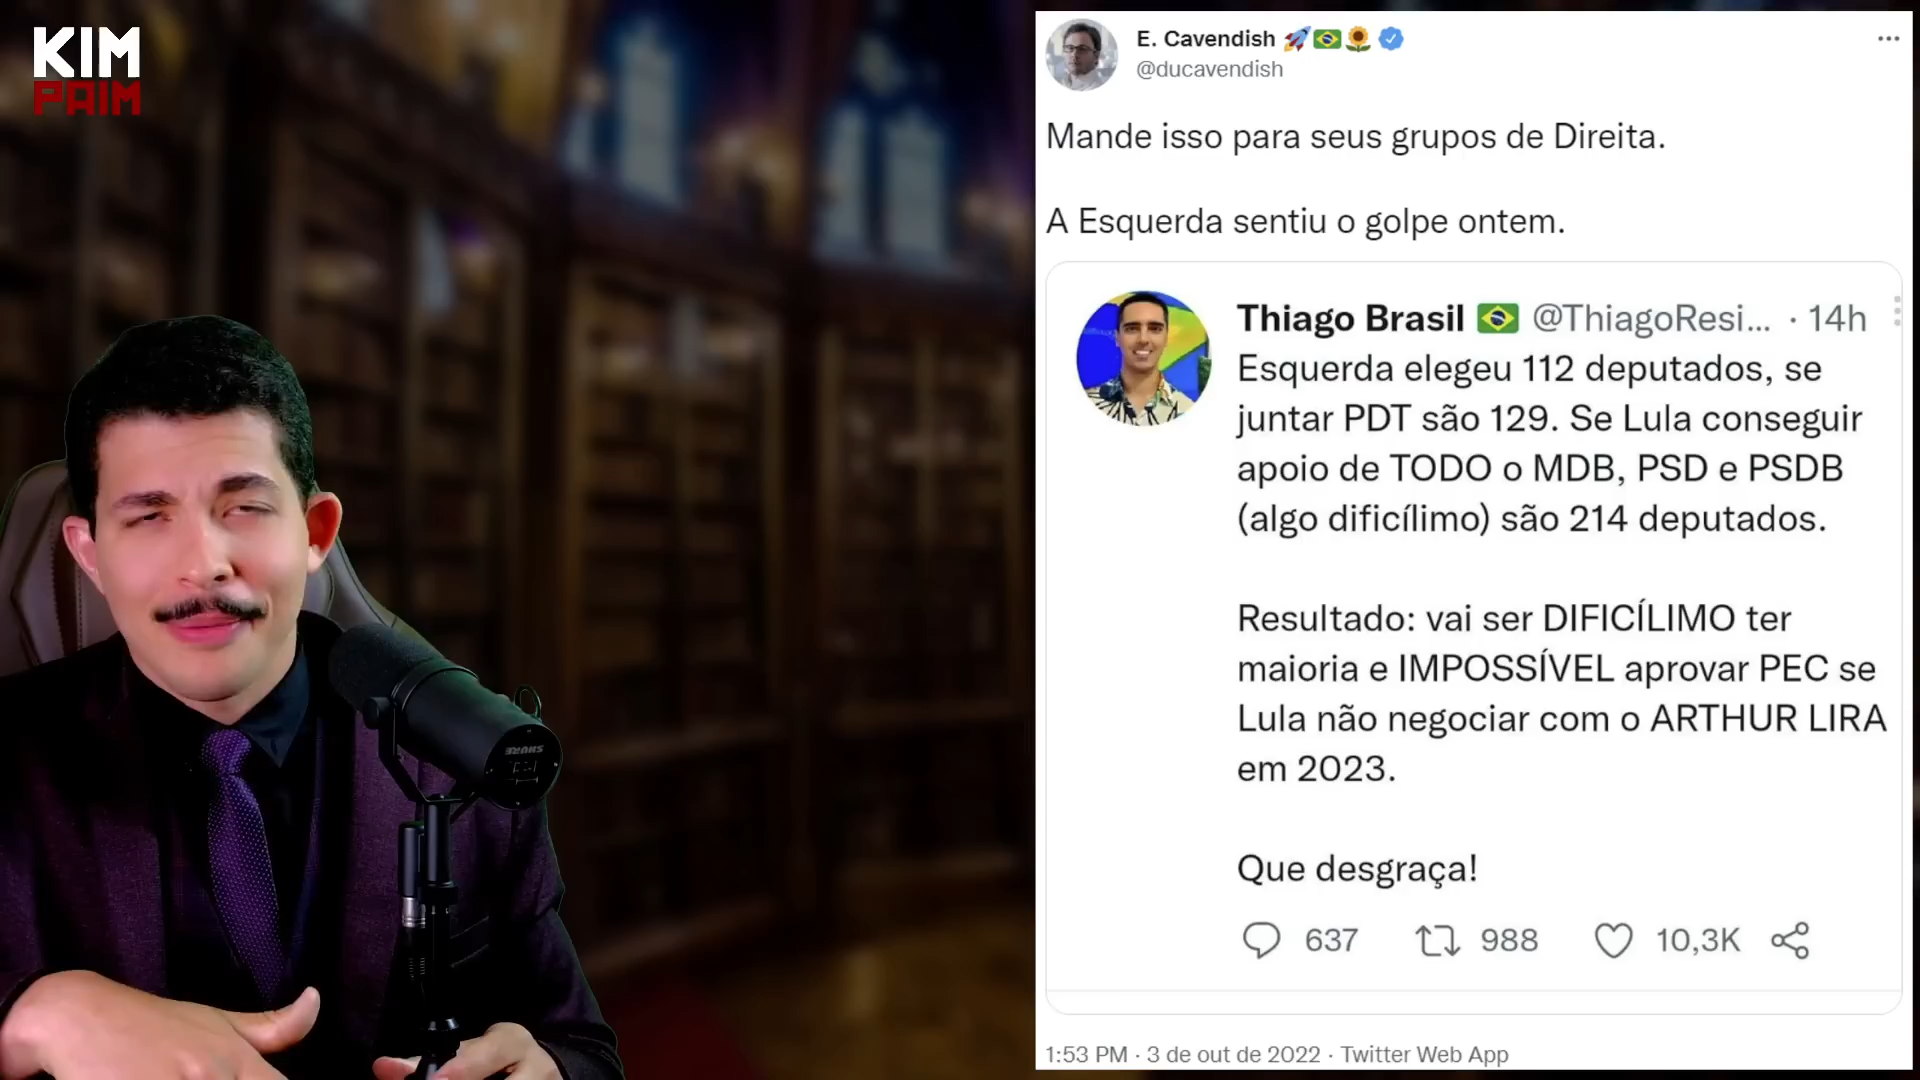 KIM
PAIM
E. Cavendish 🚀🇧🇷🌻
@ducavendish
Mande isso para seus grupos de Direita.
A Esquerda sentiu o golpe ontem.
Thiago Brasil 🇧🇷 @ThiagoResi... · 14h
Esquerda elegeu 112 deputados, se
juntar PDT são 129. Se Lula conseguir
apoio de TODO o MDB, PSD e PSDB
(algo dificílimo) são 214 deputados.
Resultado: vai ser DIFICÍLIMO ter
maioria e IMPOSSÍVEL aprovar PEC se
Lula não negociar com o ARTHUR LIRA
em 2023.
Que desgraça!
637 988 10,3K
1:53 PM · 3 de out de 2022 · Twitter Web App
SHURE